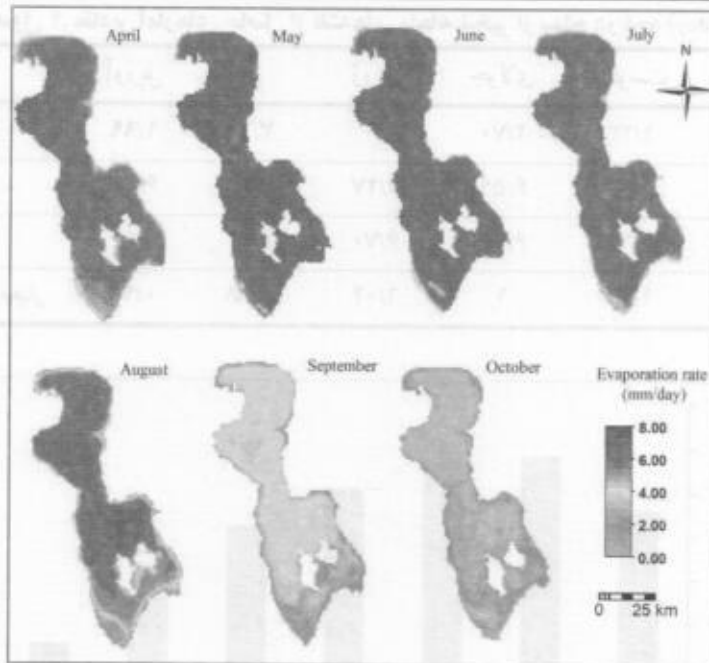 April
May
June
July
N
August
September
October
Evaporation rate
(mm/day)
8.00
6.00
4.00
2.00
0.00
0 25 km